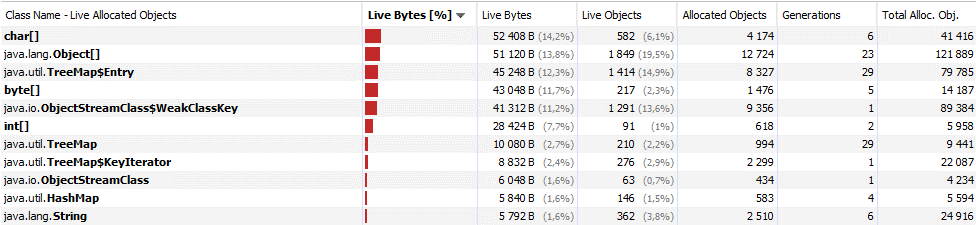 Class Name - Live Allocated Objects Live Bytes [%] Live Bytes Live Objects Allocated Objects Generations Total Alloc. Obj.
char[] 52 408 B (14,2%) 582 (6,1%) 4 174 6 41 416
java.lang.Object[] 51 120 B (13,8%) 1 849 (19,5%) 12 724 23 121 889
java.util.TreeMap$Entry 45 248 B (12,3%) 1 414 (14,9%) 8 327 29 79 785
byte[] 43 048 B (11,7%) 217 (2,3%) 1 476 5 14 187
java.io.ObjectStreamClass$WeakClassKey 41 312 B (11,2%) 1 291 (13,6%) 9 356 1 89 384
int[] 28 424 B (7,7%) 91 (1%) 618 2 5 958
java.util.TreeMap 10 080 B (2,7%) 210 (2,2%) 994 29 9 441
java.util.TreeMap$KeyIterator 8 832 B (2,4%) 276 (2,9%) 2 299 1 22 087
java.io.ObjectStreamClass 6 048 B (1,6%) 63 (0,7%) 434 1 4 234
java.util.HashMap 5 840 B (1,6%) 146 (1,5%) 583 4 5 594
java.lang.String 5 792 B (1,6%) 362 (3,8%) 2 510 6 24 916